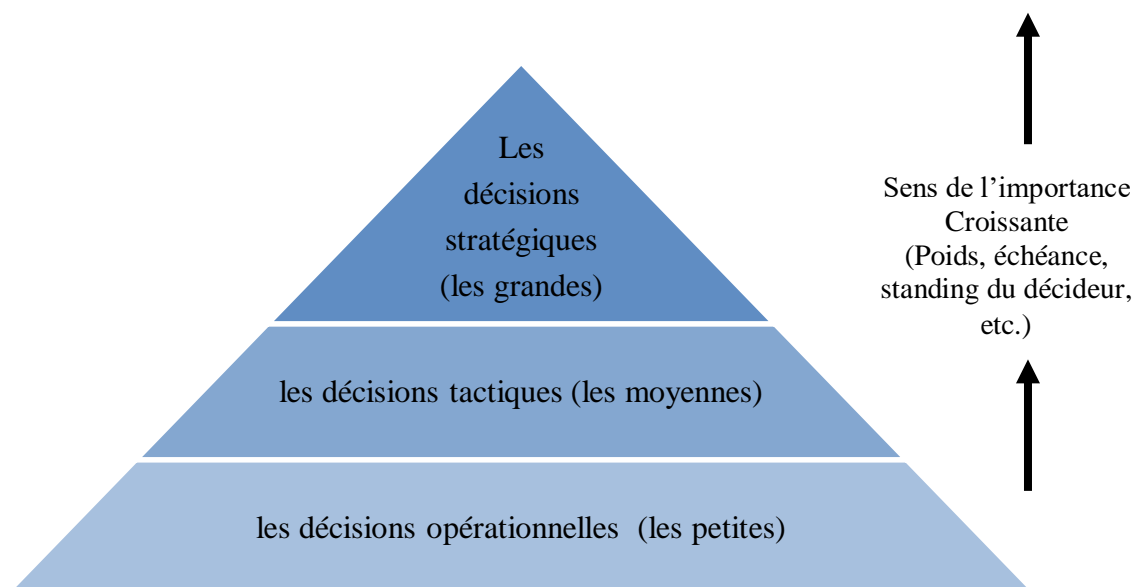 Les
décisions
stratégiques
(les grandes)
Sens de l’importance
Croissante
(Poids, échéance,
standing du décideur,
etc.)
les décisions tactiques (les moyennes)
les décisions opérationnelles (les petites)